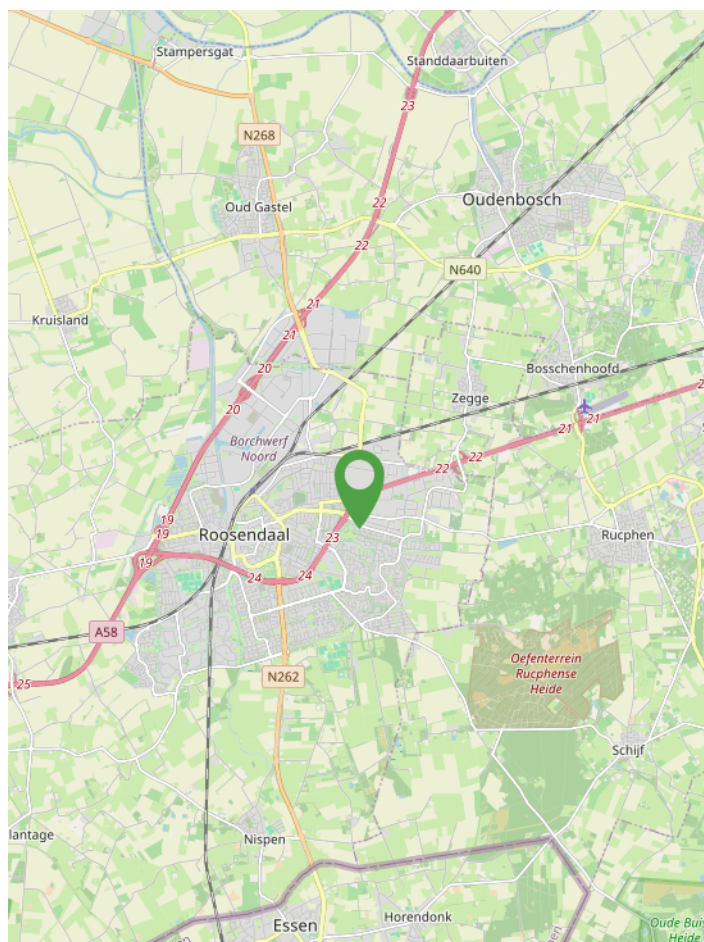 Stampersgat
Standdaarbuiten
23
N268
22
Oud Gastel
Oudenbosch
22
N640
21
Kruisland
21
20
Bosschenhoofd
20
Zegge
21
21
Borchwerf
Noord
22
22
19
19
Roosendaal
23
Rucphen
19
24
24
A58
Oefenterrein
Rucphense
Heide
25
N262
Schijf
lantage
Nispen
Essen
Horendonk
Oude Bui
Heide